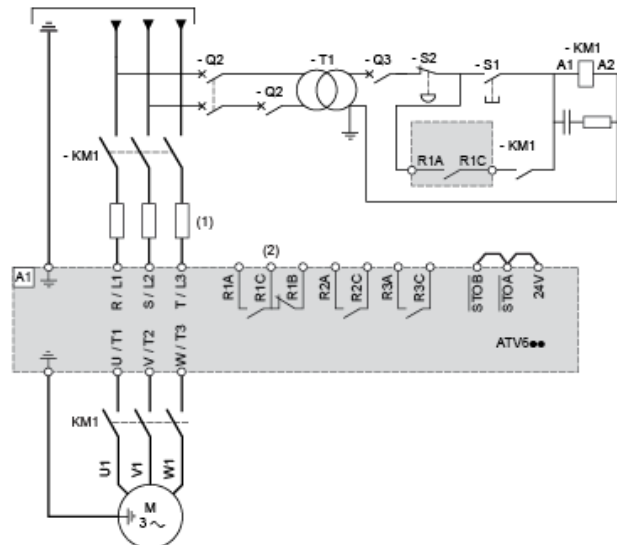 - Q2
- T1
- Q3
- S2
- S1
- KM1
A1
A2
- Q2
- KM1
R1A
R1C
- KM1
(1)
(2)
A1
R / L1
S / L2
T / L3
R1A
R1C
R1B
R2A
R2C
R3A
R3C
STOB
STOA
24V
U / T1
V / T2
W / T3
ATV6●●
KM1
U1
V1
W1
M
3 ~